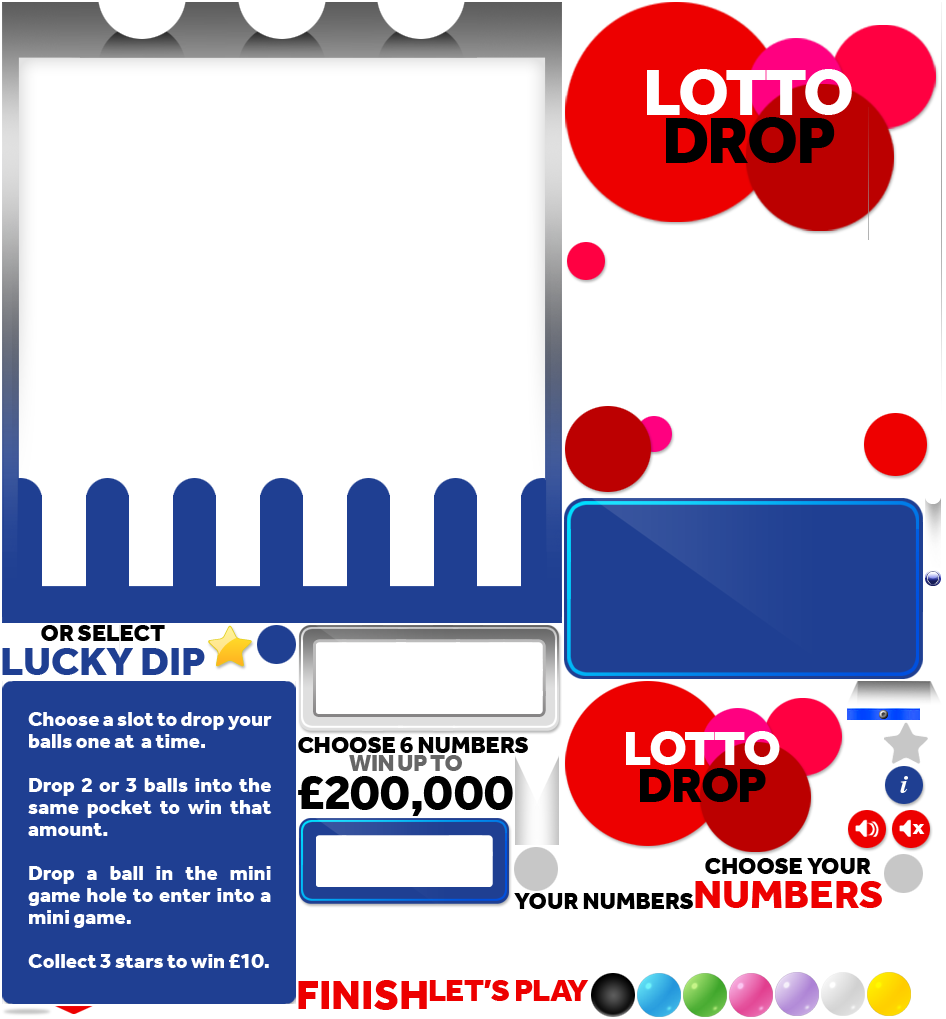 LOTTO
DROP
OR SELECT
LUCKY DIP
Choose a slot to drop your
balls one at a time.
Drop 2 or 3 balls into the
same pocket to win that
amount.
Drop a ball in the mini
game hole to enter into a
mini game.
Collect 3 stars to win £10.
CHOOSE 6 NUMBERS
WIN UP TO
£200,000
LOTTO
DROP
i
x
CHOOSE YOUR
NUMBERS
YOUR NUMBERS
FINISH
LET'S PLAY